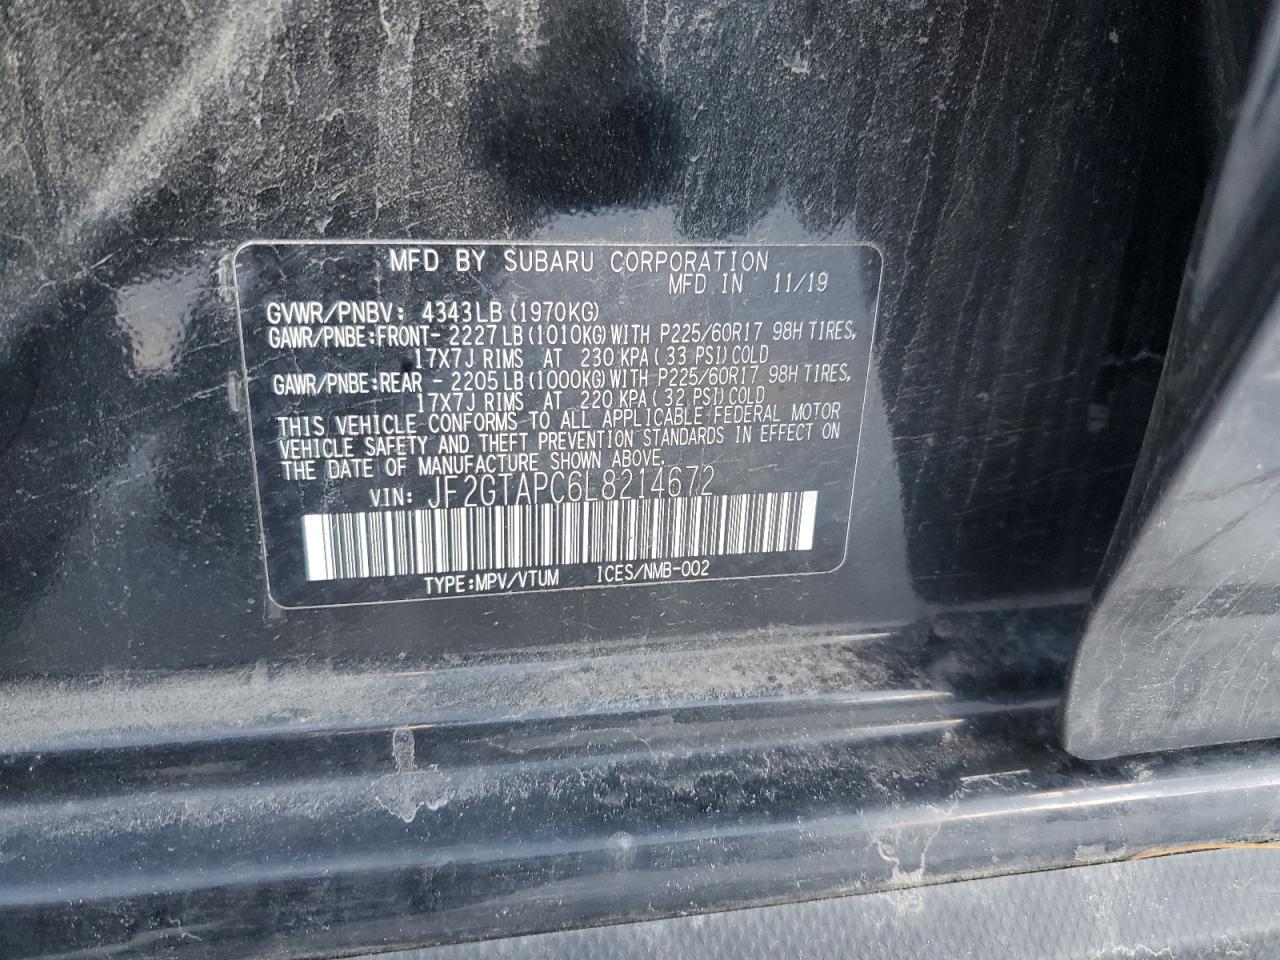 MFD BY SUBARU CORPORATION
MFD IN 11/19
GVWR/PNBV: 4343LB (1970KG)
GAWR/PNBE:FRONT- 2227LB (1010KG) WITH P225/60R17 98H TIRES,
17X7J RIMS AT 230 KPA ( 33 PSI) COLD
GAWR/PNBE:REAR - 2205LB (1000KG) WITH P225/60R17 98H TIRES,
17X7J RIMS AT 220 KPA ( 32 PSI) COLD
THIS VEHICLE CONFORMS TO ALL APPLICABLE FEDERAL MOTOR
VEHICLE SAFETY AND THEFT PREVENTION STANDARDS IN EFFECT ON
THE DATE OF MANUFACTURE SHOWN ABOVE.
VIN: JF2GTAPC6L8214672
TYPE:MPV/VTUM ICES/NMB-002